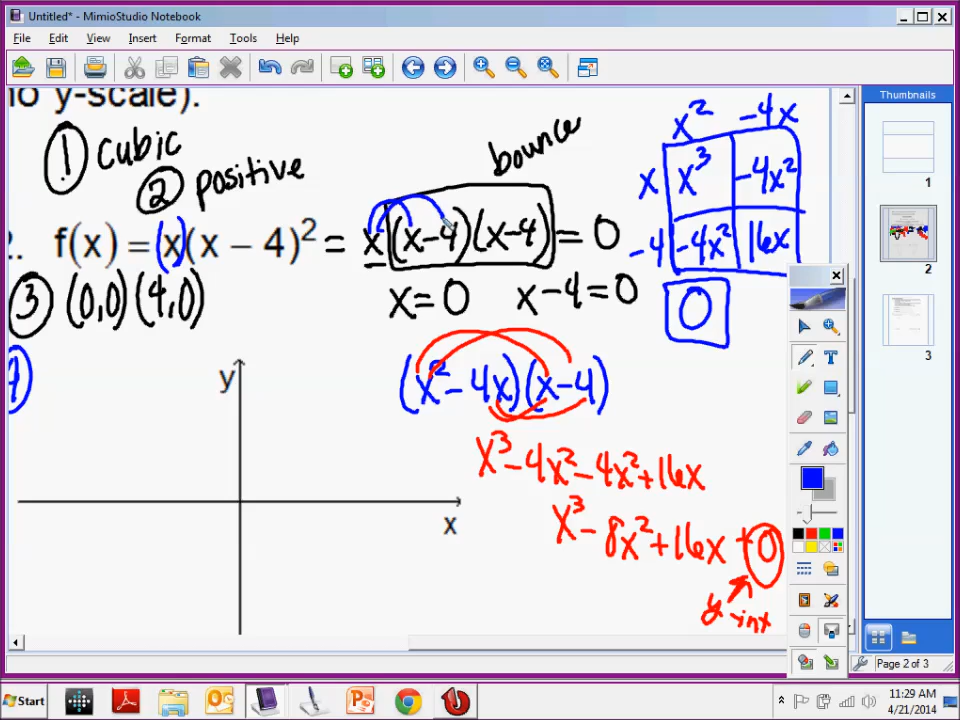 Untitled* - MimioStudio Notebook
File Edit View Insert Format Tools Help
no y-scale).
① cubic
② positive
bounce
2. f(x) = (x)(x − 4)² = x(x-4)(x-4) = 0
③ (0,0)(4,0)
x=0 x-4=0
x² -4x
x x³ -4x²
-4 -4x² 16x
0
④
y
x
(x²-4x)(x-4)
x³-4x²-4x²+16x
x³-8x²+16x+0
y-int
Thumbnails
1
2
3
T
Page 2 of 3
Start
11:29 AM
4/21/2014